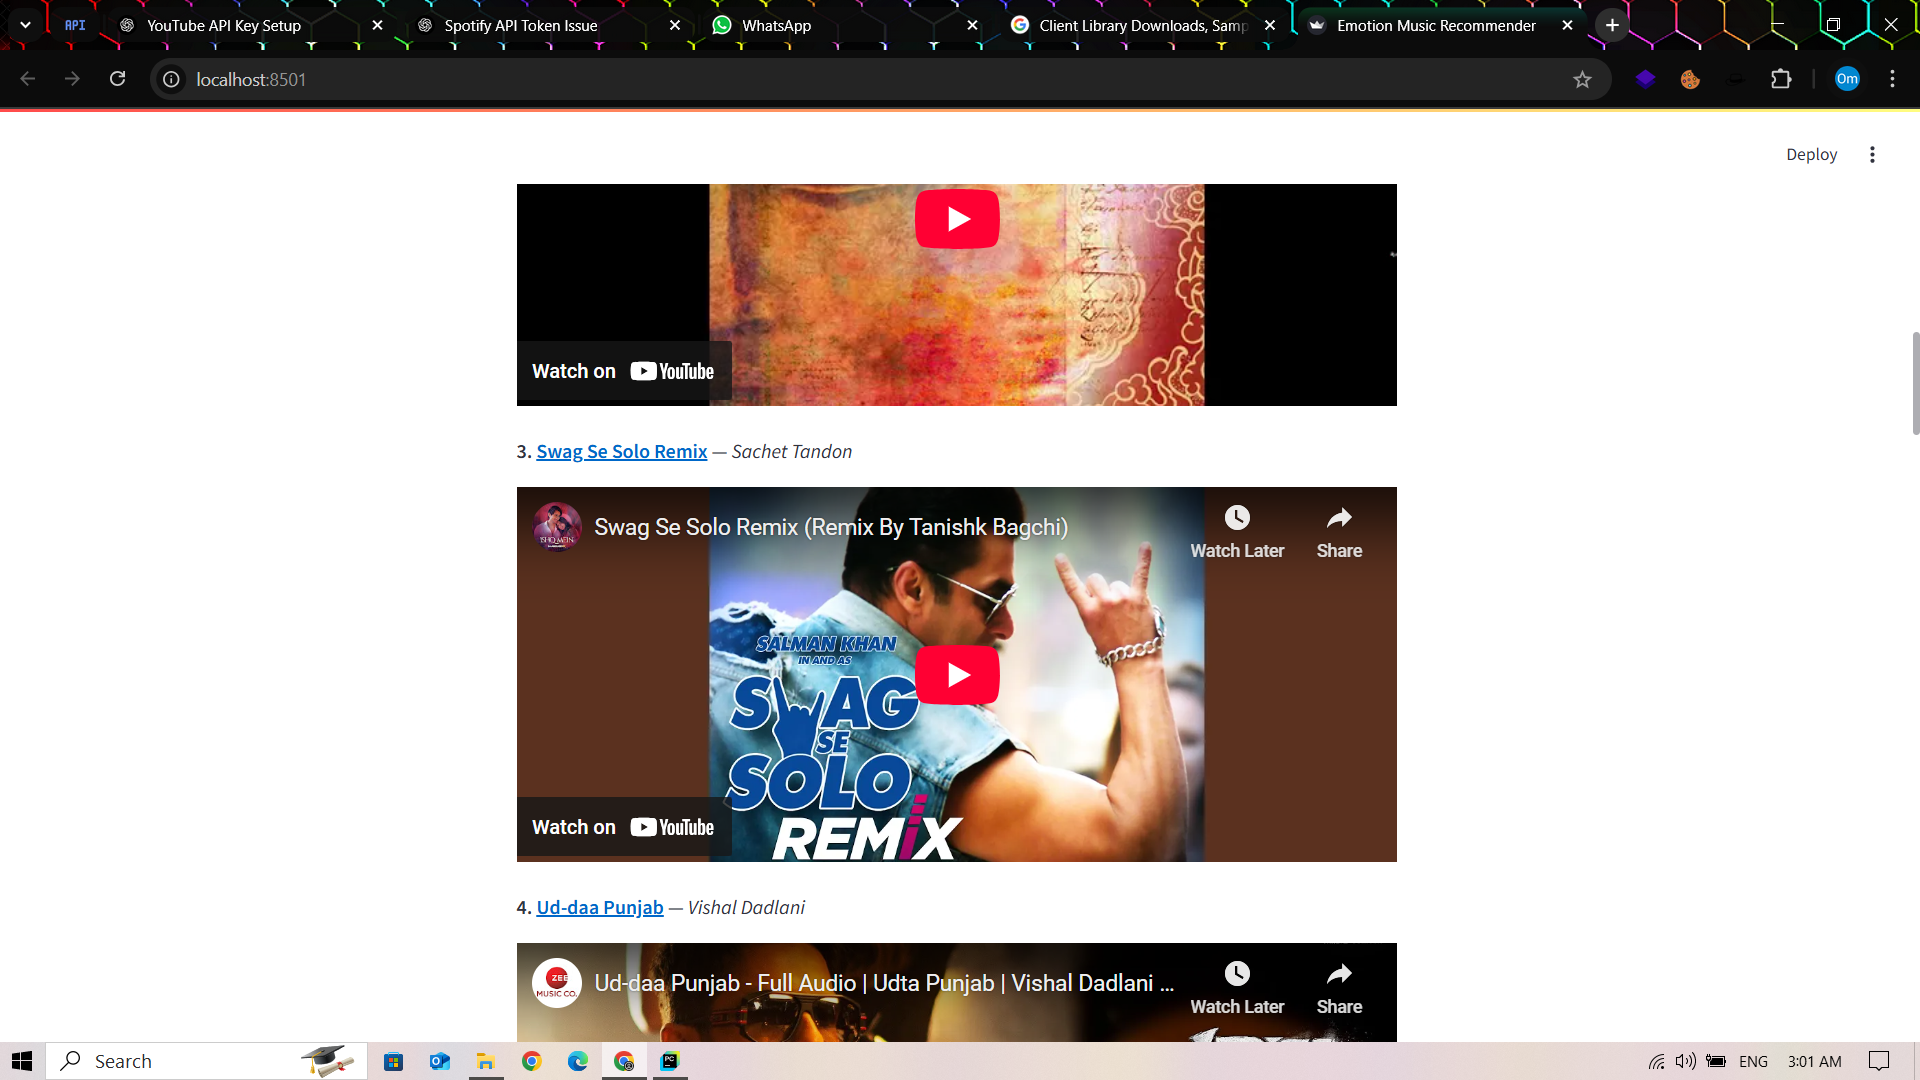 API
YouTube API Key Setup
Spotify API Token Issue
WhatsApp
Client Library Downloads, Samp
Emotion Music Recommender
localhost:8501
Om
Deploy
Watch on YouTube
3. Swag Se Solo Remix — Sachet Tandon
Swag Se Solo Remix (Remix By Tanishk Bagchi)
Watch Later
Share
SALMAN KHAN
IN AND AS
SWAG
SE
SOLO
REMiX
Watch on YouTube
4. Ud-daa Punjab — Vishal Dadlani
ZEE
MUSIC CO.
Ud-daa Punjab - Full Audio | Udta Punjab | Vishal Dadlani ...
Watch Later
Share
Search
PC
ENG
3:01 AM